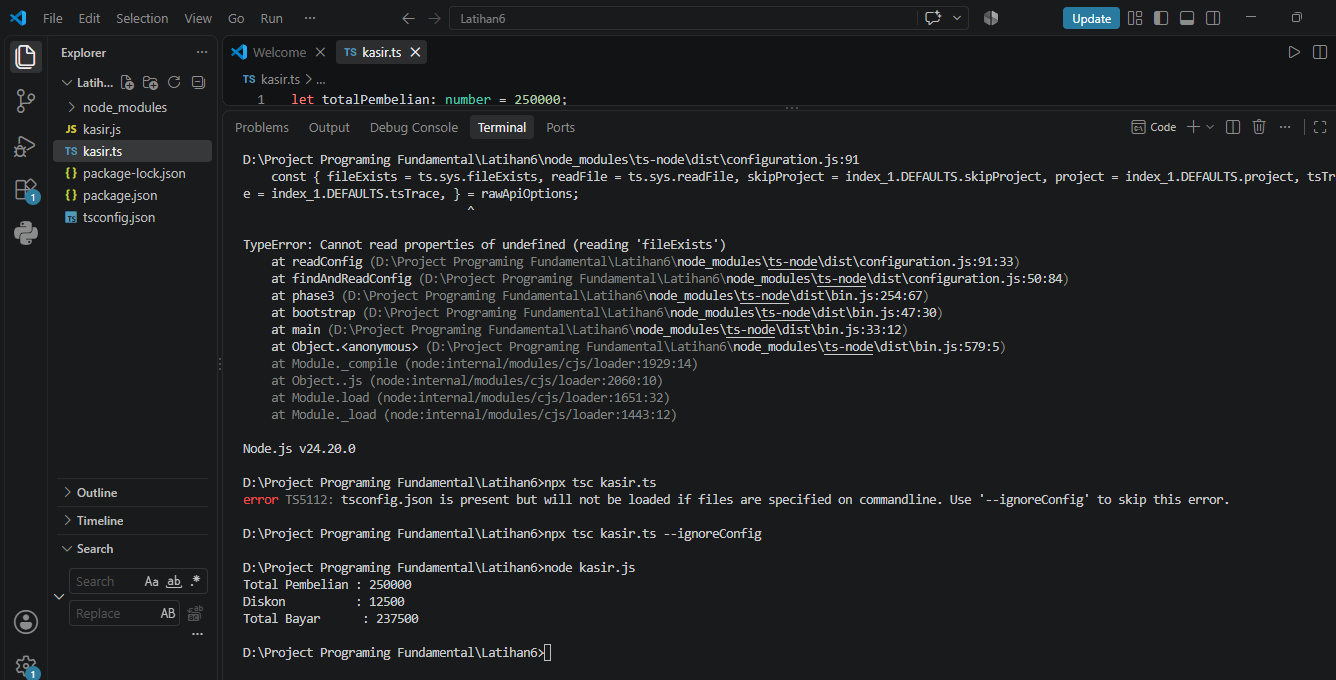 File Edit Selection View Go Run ··· Latihan6 Update
Explorer ···
Latih...
node_modules
JS kasir.js
TS kasir.ts
{} package-lock.json
{} package.json
TS tsconfig.json
Outline
Timeline
Search
Search Aa ab .*
Replace AB
···
1
1
Welcome TS kasir.ts
TS kasir.ts > ...
1 let totalPembelian: number = 250000;
Problems Output Debug Console Terminal Ports Code ···
D:\Project Programing Fundamental\Latihan6\node_modules\ts-node\dist\configuration.js:91
const { fileExists = ts.sys.fileExists, readFile = ts.sys.readFile, skipProject = index_1.DEFAULTS.skipProject, project = index_1.DEFAULTS.project, tsTr
e = index_1.DEFAULTS.tsTrace, } = rawApiOptions;
^
TypeError: Cannot read properties of undefined (reading 'fileExists')
at readConfig (D:\Project Programing Fundamental\Latihan6\node_modules\ts-node\dist\configuration.js:91:33)
at findAndReadConfig (D:\Project Programing Fundamental\Latihan6\node_modules\ts-node\dist\configuration.js:50:84)
at phase3 (D:\Project Programing Fundamental\Latihan6\node_modules\ts-node\dist\bin.js:254:67)
at bootstrap (D:\Project Programing Fundamental\Latihan6\node_modules\ts-node\dist\bin.js:47:30)
at main (D:\Project Programing Fundamental\Latihan6\node_modules\ts-node\dist\bin.js:33:12)
at Object.<anonymous> (D:\Project Programing Fundamental\Latihan6\node_modules\ts-node\dist\bin.js:579:5)
at Module._compile (node:internal/modules/cjs/loader:1929:14)
at Object..js (node:internal/modules/cjs/loader:2060:10)
at Module.load (node:internal/modules/cjs/loader:1651:32)
at Module._load (node:internal/modules/cjs/loader:1443:12)
Node.js v24.20.0
D:\Project Programing Fundamental\Latihan6>npx tsc kasir.ts
error TS5112: tsconfig.json is present but will not be loaded if files are specified on commandline. Use '--ignoreConfig' to skip this error.
D:\Project Programing Fundamental\Latihan6>npx tsc kasir.ts --ignoreConfig
D:\Project Programing Fundamental\Latihan6>node kasir.js
Total Pembelian : 250000
Diskon : 12500
Total Bayar : 237500
D:\Project Programing Fundamental\Latihan6>